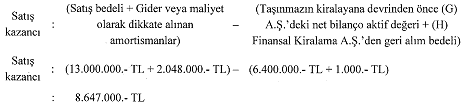 Satış kazancı : (Satış bedeli + Gider veya maliyet olarak dikkate alınan amortismanlar) – (Taşınmazın kiralayana devrinden önce (G) A.Ş.'deki net bilanço aktif değeri + (H) Finansal Kiralama A.Ş.'den geri alım bedeli)
Satış kazancı : (13.000.000.- TL + 2.048.000.- TL) – (6.400.000.- TL + 1.000.- TL)
: 8.647.000.- TL